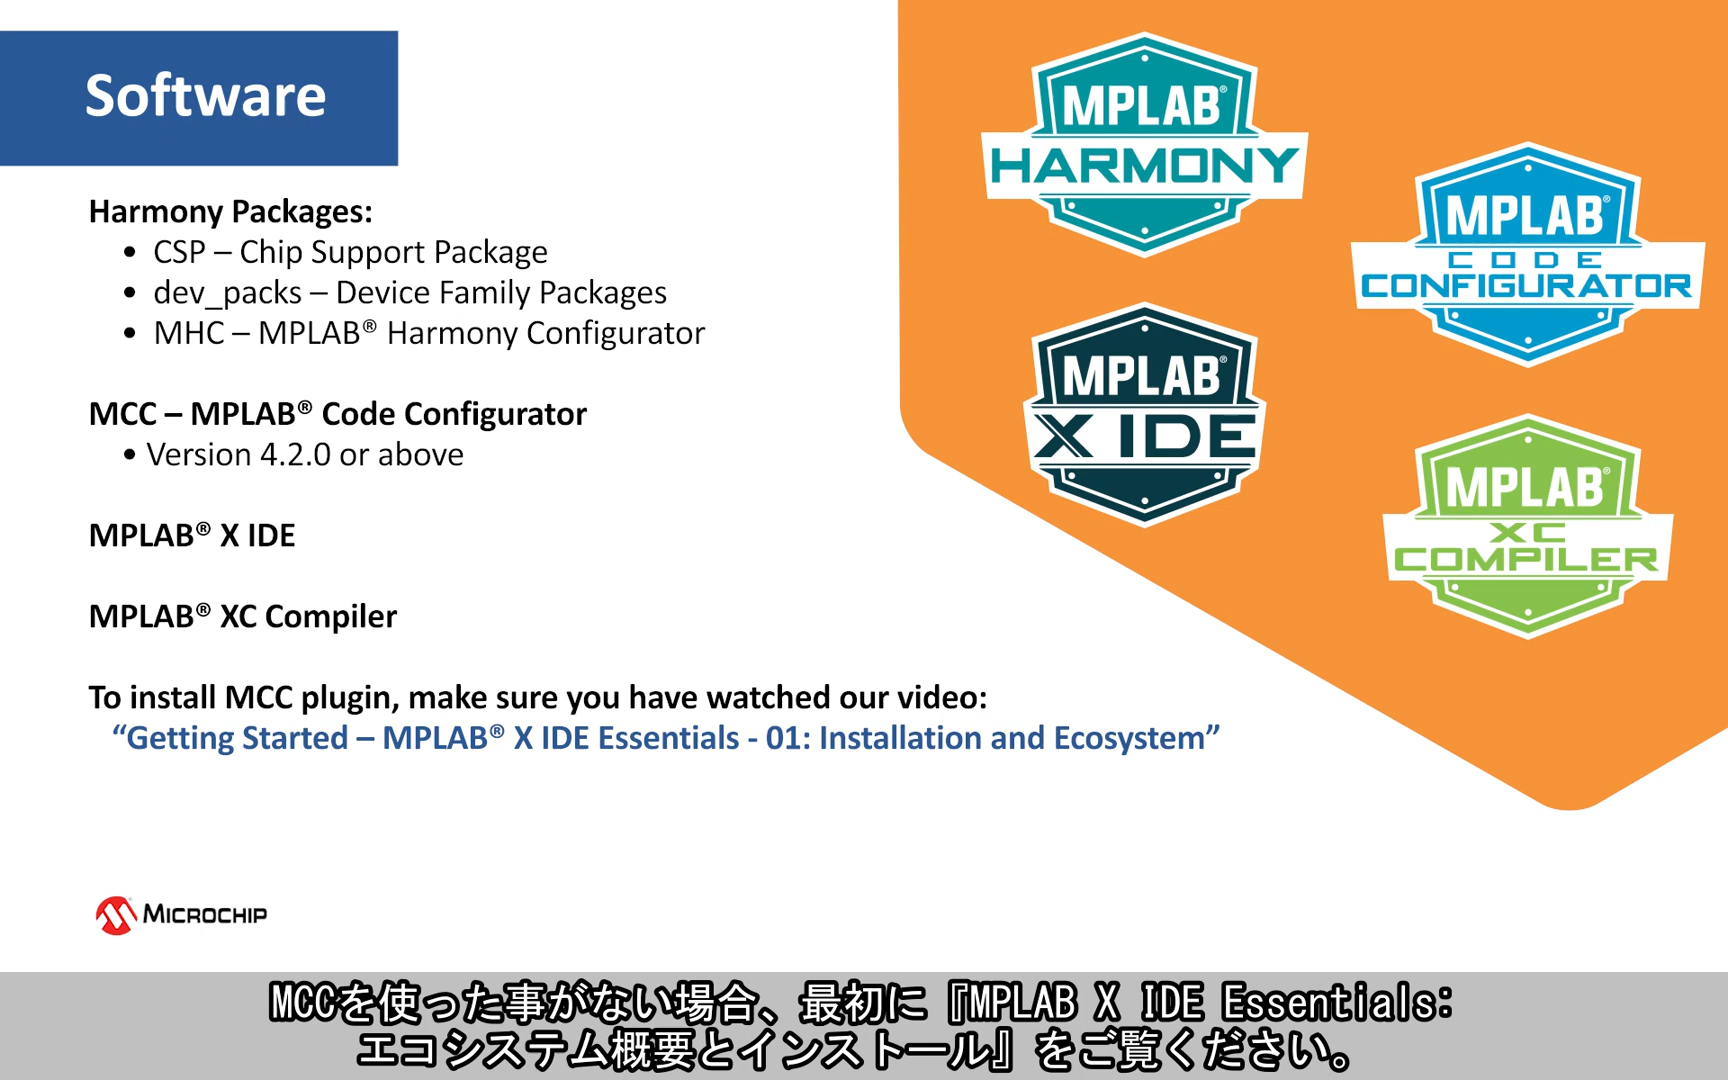 Software
Harmony Packages:
• CSP – Chip Support Package
• dev_packs – Device Family Packages
• MHC – MPLAB® Harmony Configurator
MCC – MPLAB® Code Configurator
• Version 4.2.0 or above
MPLAB® X IDE
MPLAB® XC Compiler
To install MCC plugin, make sure you have watched our video:
“Getting Started – MPLAB® X IDE Essentials - 01: Installation and Ecosystem”
MPLAB®
HARMONY
MPLAB®
CODE
CONFIGURATOR
MPLAB®
X IDE
MPLAB®
XC
COMPILER
MICROCHIP
MCCを使った事がない場合、最初に『MPLAB X IDE Essentials:
エコシステム概要とインストール』をご覧ください。